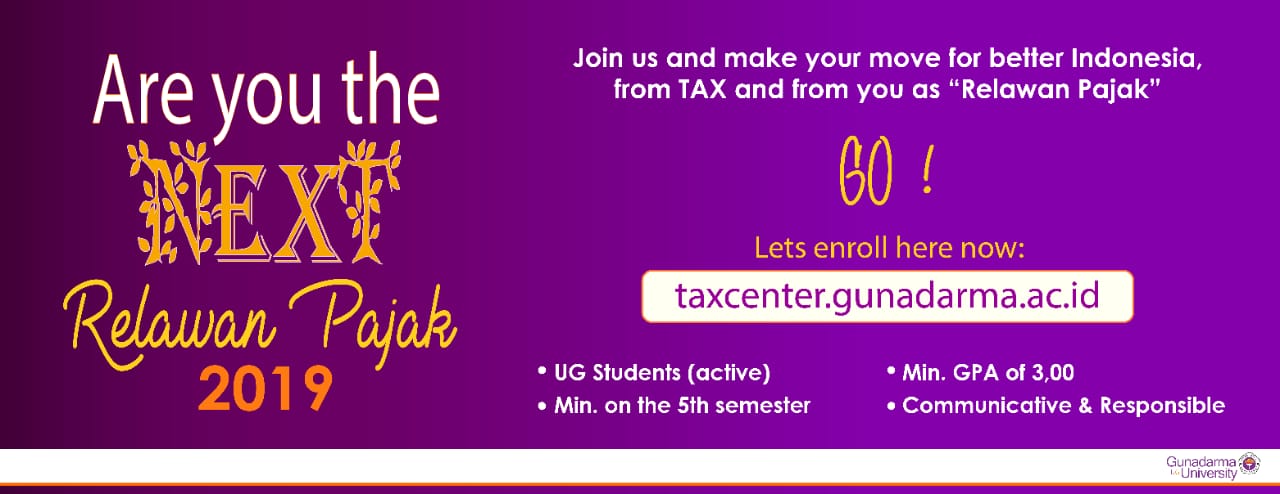 Are you the
NEXT
Relawan Pajak
2019
Join us and make your move for better Indonesia,
from TAX and from you as “Relawan Pajak”
GO !
Lets enroll here now:
taxcenter.gunadarma.ac.id
• UG Students (active)
• Min. on the 5th semester
• Min. GPA of 3,00
• Communicative & Responsible
Gunadarma
UG University